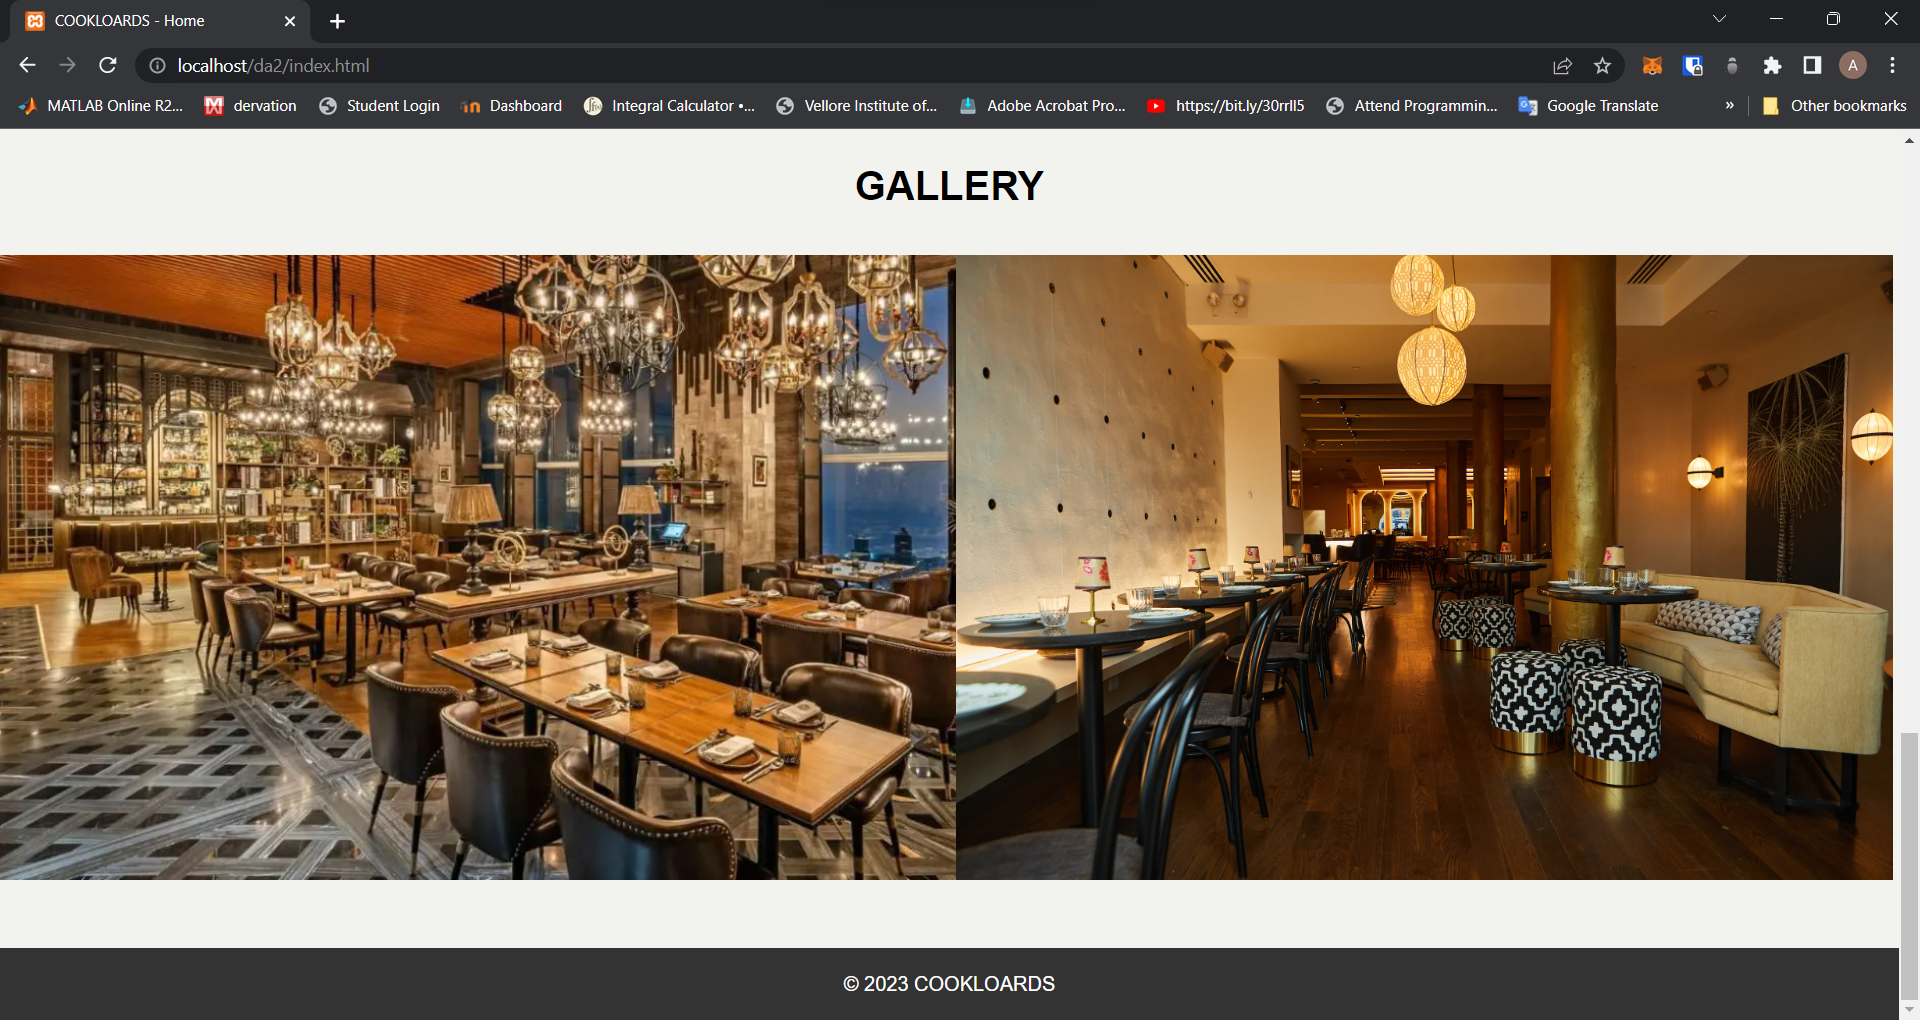 COOKLOARDS - Home
localhost/da2/index.html
A
MATLAB Online R2... dervation Student Login Dashboard Integral Calculator •... Vellore Institute of... Adobe Acrobat Pro... https://bit.ly/30rrII5 Attend Programmin... Google Translate » Other bookmarks
GALLERY
© 2023 COOKLOARDS